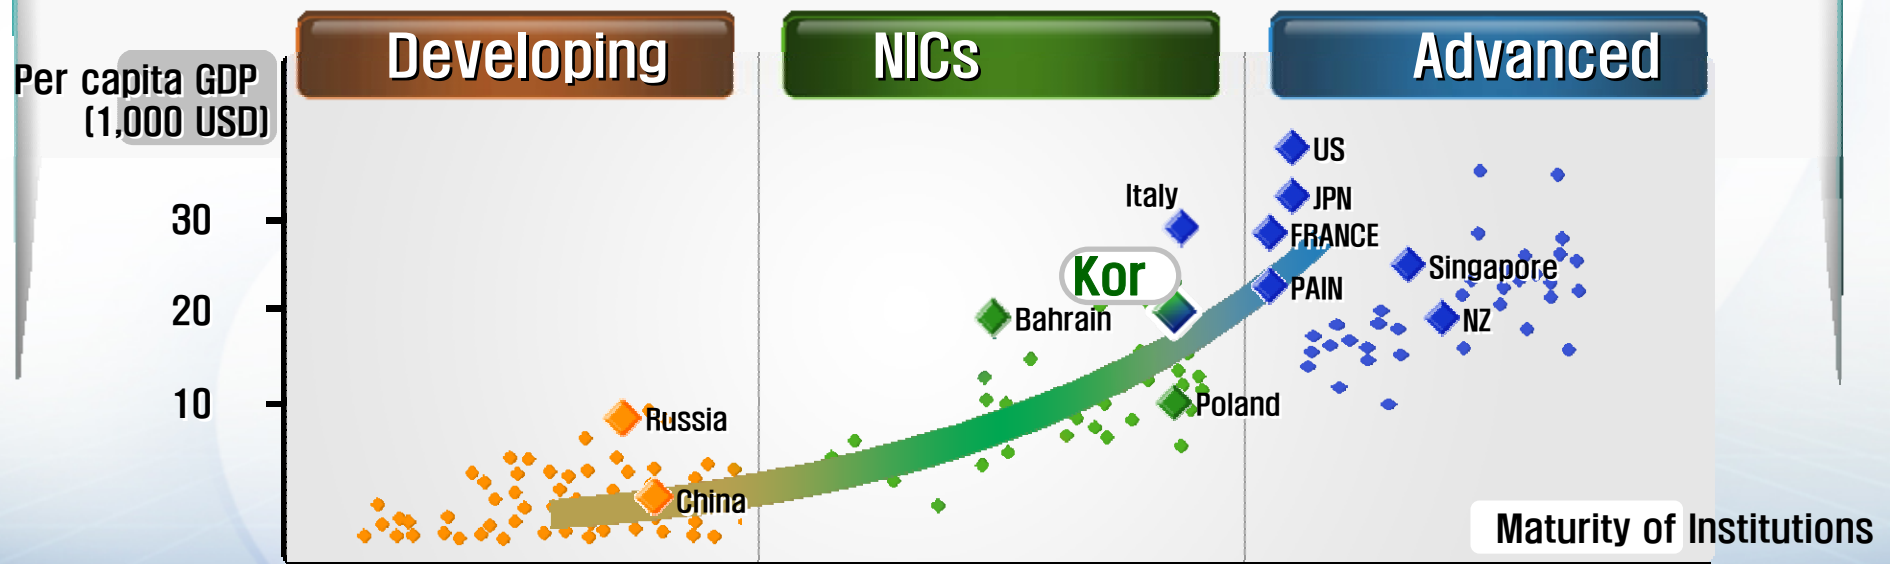 Developing
NICs
Advanced
Per capita GDP
(1,000 USD)
US
Italy
JPN
30
FRANCE
Kor
Singapore
PAIN
20
Bahrain
NZ
10
Poland
Russia
China
Maturity of Institutions